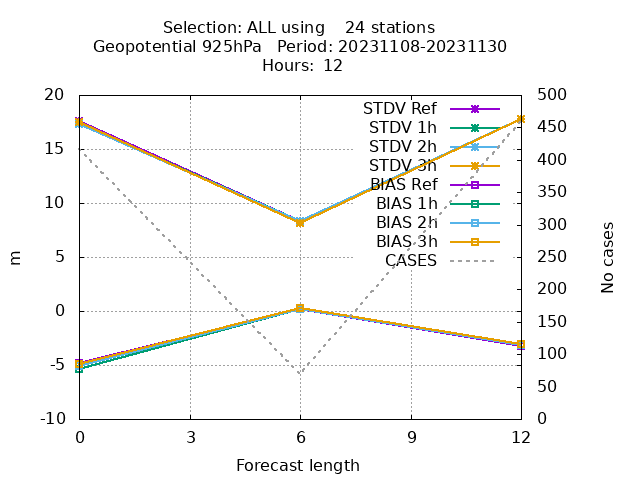 Selection: ALL using    24 stations
Geopotential 925hPa   Period: 20231108-20231130
Hours:  12
STDV Ref
STDV 1h
STDV 2h
STDV 3h
BIAS Ref
BIAS 1h
BIAS 2h
BIAS 3h
CASES
20
15
10
5
0
-5
-10
m
500
450
400
350
300
250
200
150
100
50
0
No cases
0 3 6 9 12
Forecast length